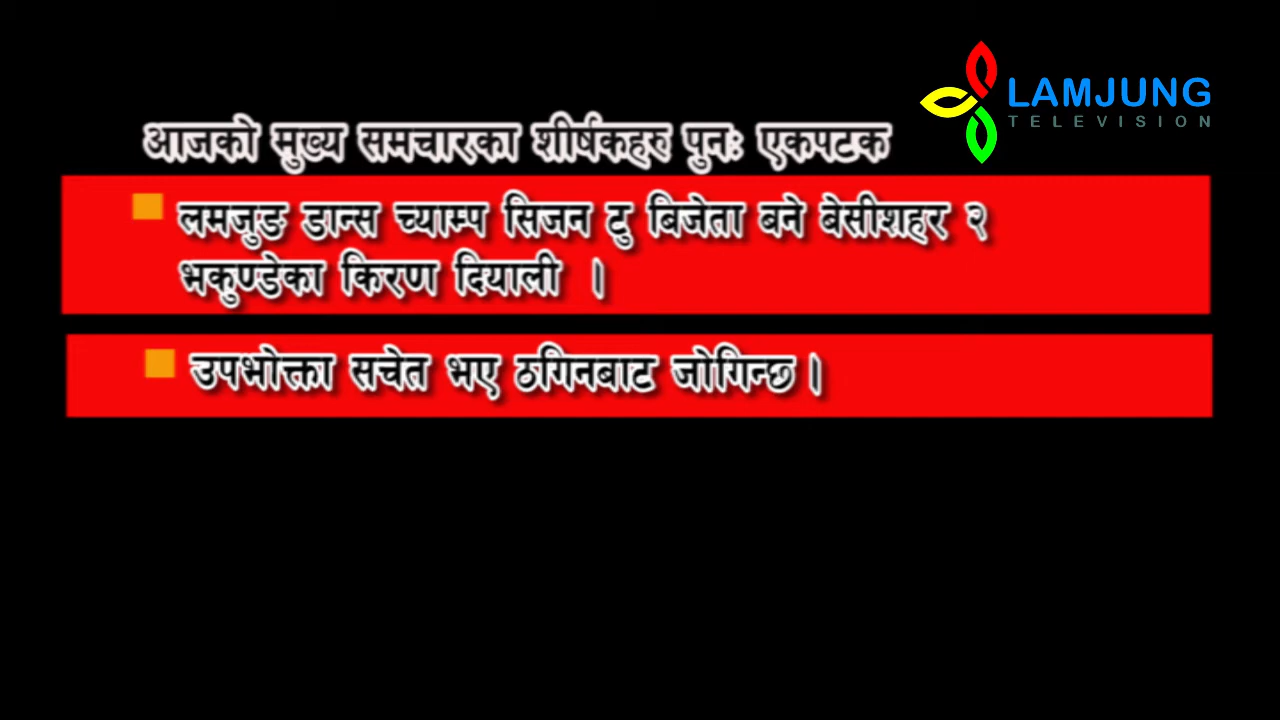 LAMJUNG
TELEVISION
आजको मुख्य समचारका शीर्षकहरु पुनः एकपटक
लमजुङ डान्स च्याम्प सिजन टु बिजेता बने बेसीशहर २
भकुण्डेका किरण दियाली ।
उपभोक्ता सचेत भए ठगिनबाट जोगिन्छ ।